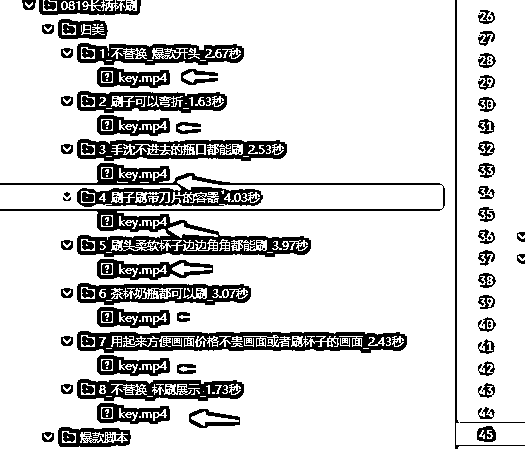 0819长柄杯刷
归类
1_不替换_爆款开头_2.67秒
key.mp4
2_刷子可以弯折_1.63秒
key.mp4
3_手沈不进去的瓶口都能刷_2.53秒
key.mp4
4_刷子刷带刀片的容器_4.03秒
key.mp4
5_刷头柔软杯子边边角角都能刷_3.97秒
key.mp4
6_茶杯奶瓶都可以刷_3.07秒
key.mp4
7_用起来方便画面价格不贵画面或者刷杯子的画面_2.43秒
key.mp4
8_不替换_杯刷展示_1.73秒
key.mp4
爆款脚本
26
27
28
29
30
31
32
33
34
35
36
37
38
39
40
41
42
43
44
45